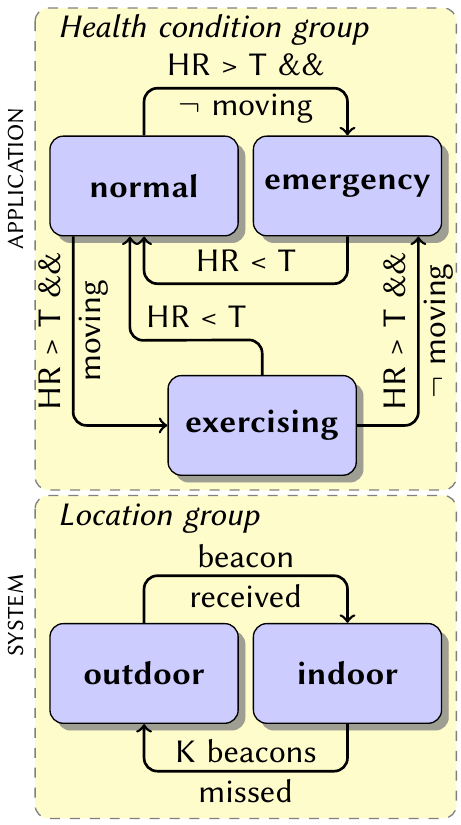 Health condition group
HR > T &&
¬ moving
APPLICATION
normal
emergency
HR < T
HR < T
HR > T &&
moving
HR > T &&
¬ moving
exercising
Location group
beacon
received
SYSTEM
outdoor
indoor
K beacons
missed